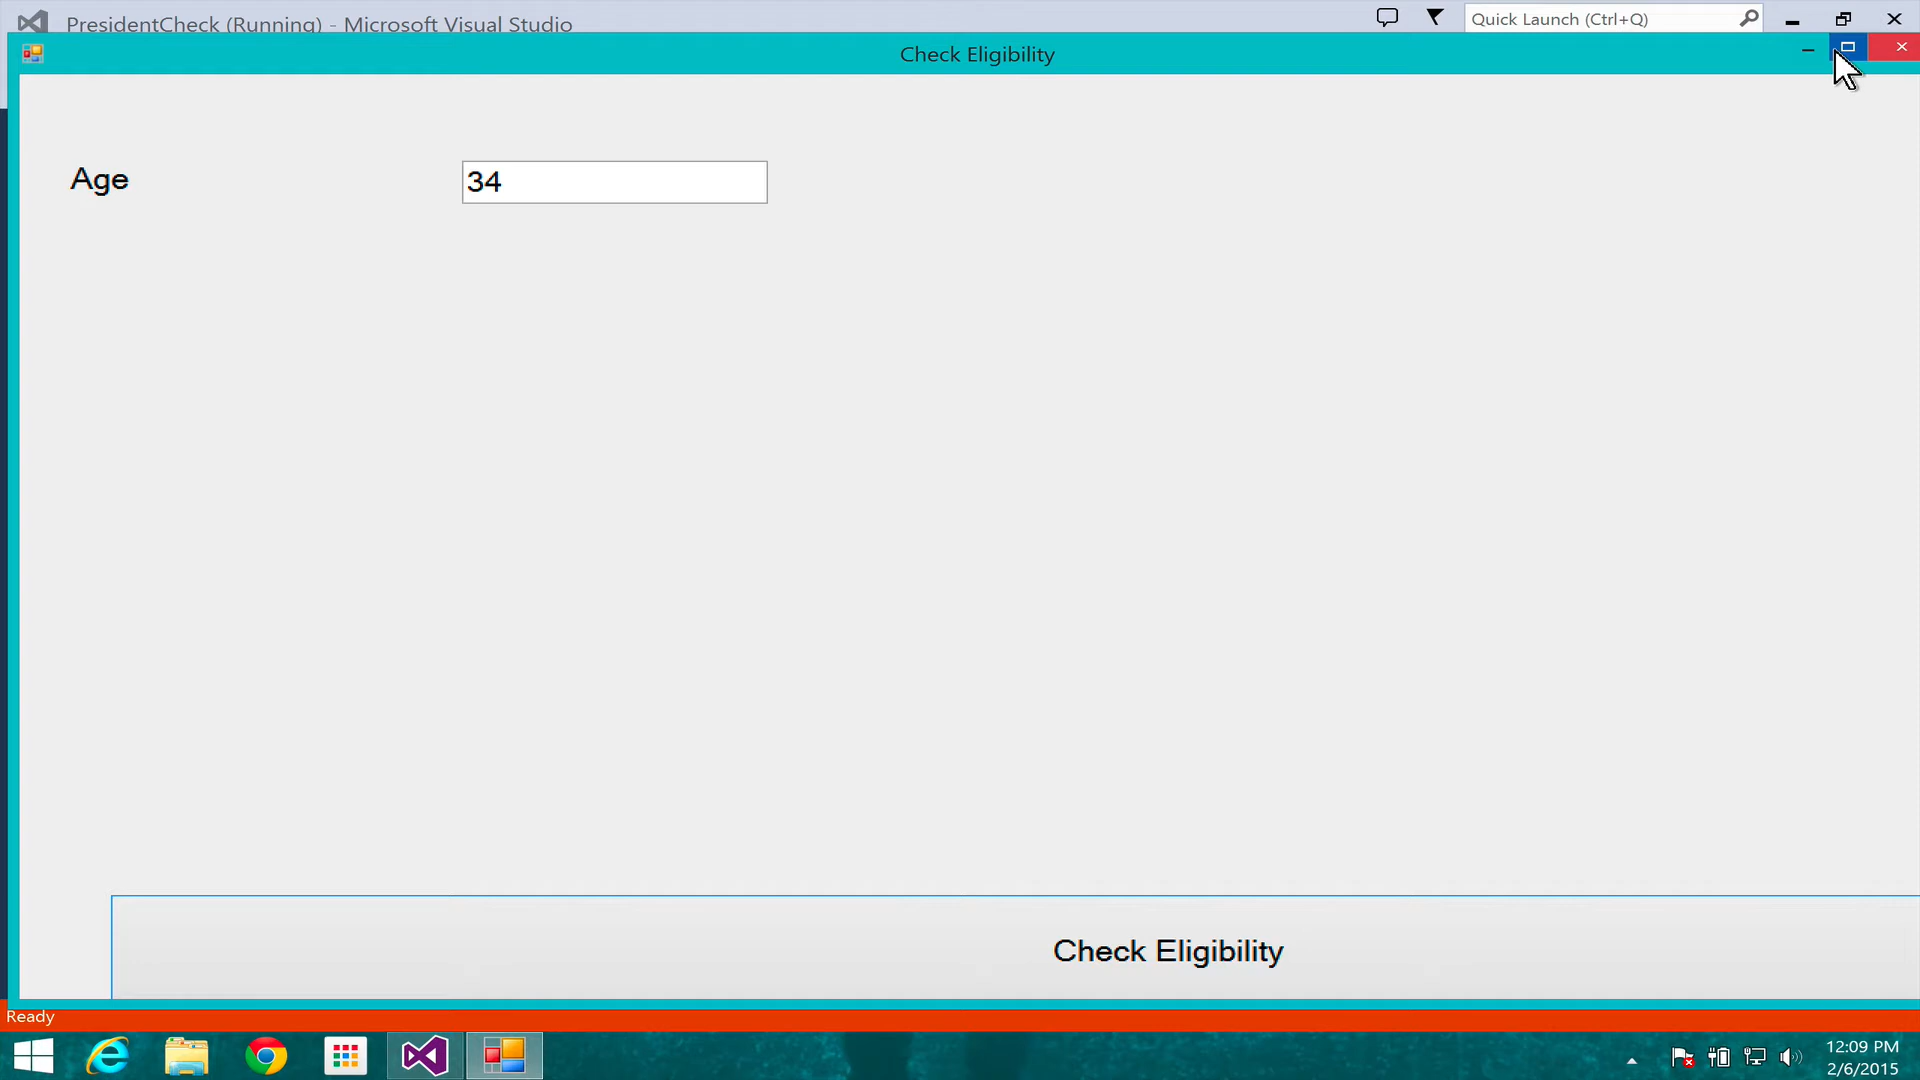 PresidentCheck (Running) - Microsoft Visual Studio
Quick Launch (Ctrl+Q)
Check Eligibility
Age
34
Check Eligibility
Ready
12:09 PM
2/6/2015